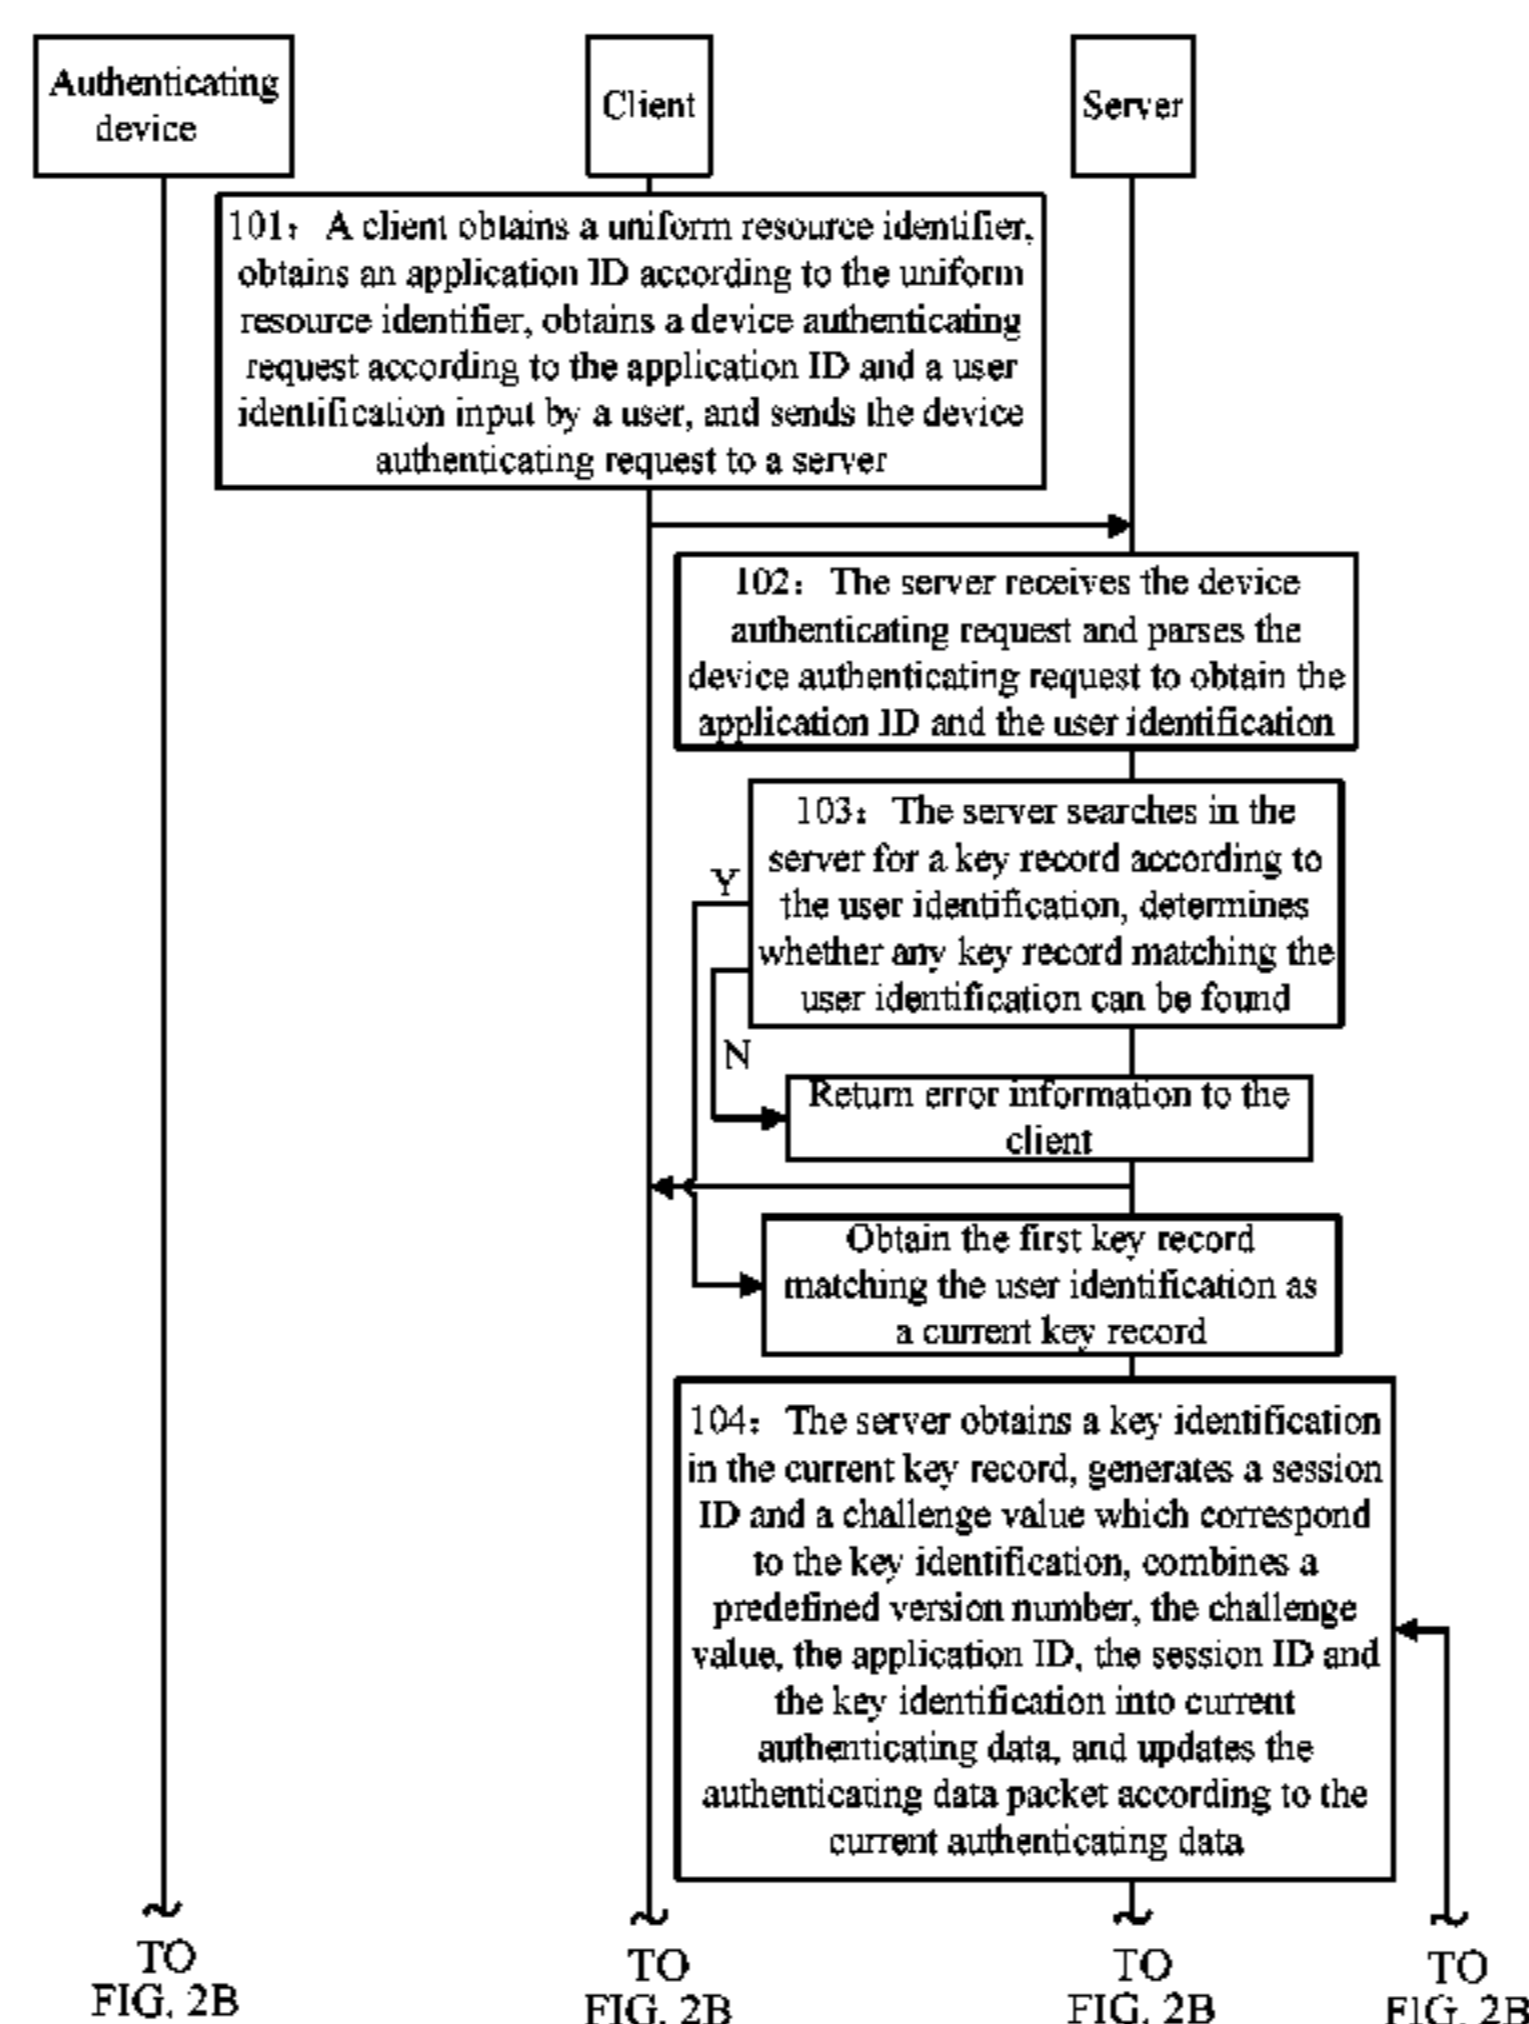 Authenticating
device
Client
Server
101: A client obtains a uniform resource identifier,
obtains an application ID according to the uniform
resource identifier, obtains a device authenticating
request according to the application ID and a user
identification input by a user, and sends the device
authenticating request to a server
102: The server receives the device
authenticating request and parses the
device authenticating request to obtain the
application ID and the user identification
103: The server searches in the
server for a key record according to
the user identification, determines
whether any key record matching the
user identification can be found
Y
N
Return error information to the
client
Obtain the first key record
matching the user identification as
a current key record
104: The server obtains a key identification
in the current key record, generates a session
ID and a challenge value which correspond
to the key identification, combines a
predefined version number, the challenge
value, the application ID, the session ID and
the key identification into current
authenticating data, and updates the
authenticating data packet according to the
current authenticating data
TO
FIG. 2B
TO
FIG. 2B
TO
FIG. 2B
TO
FIG. 2B